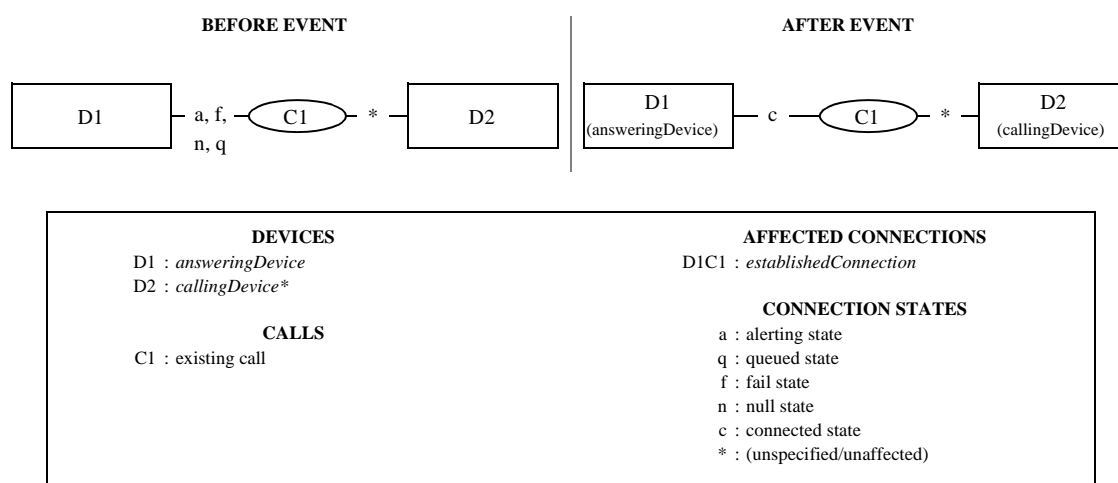 BEFORE EVENT
AFTER EVENT
D1
a, f,
n, q
C1
*
D2
D1
(answeringDevice)
c
C1
*
D2
(callingDevice)
DEVICES
D1 : answeringDevice
D2 : callingDevice*
CALLS
C1 : existing call
AFFECTED CONNECTIONS
D1C1 : establishedConnection
CONNECTION STATES
a : alerting state
q : queued state
f : fail state
n : null state
c : connected state
* : (unspecified/unaffected)